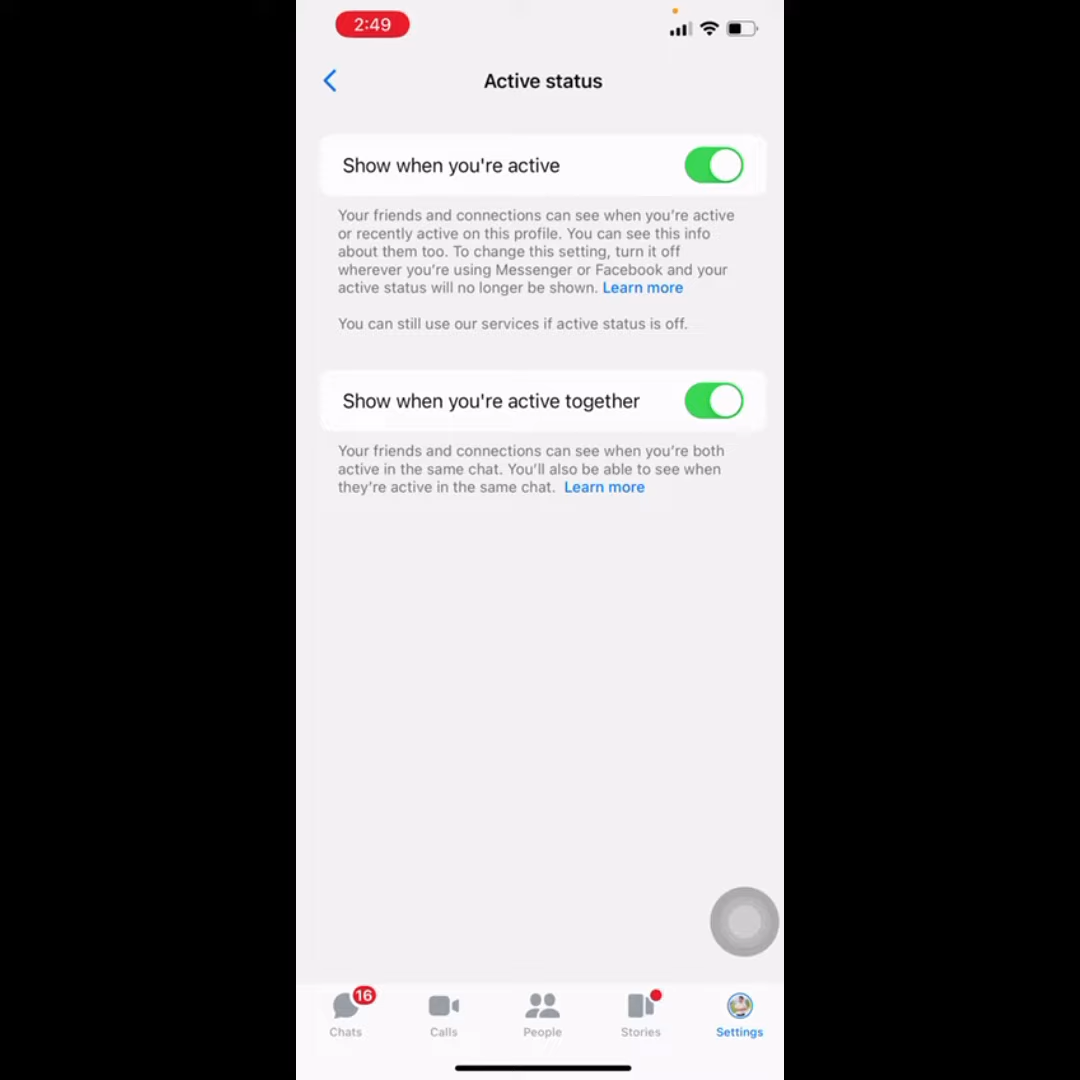 2:49
Active status
Show when you're active
Your friends and connections can see when you're active
or recently active on this profile. You can see this info
about them too. To change this setting, turn it off
wherever you're using Messenger or Facebook and your
active status will no longer be shown. Learn more
You can still use our services if active status is off.
Show when you're active together
Your friends and connections can see when you're both
active in the same chat. You'll also be able to see when
they're active in the same chat. Learn more
16
Chats
Calls
People
Stories
Settings